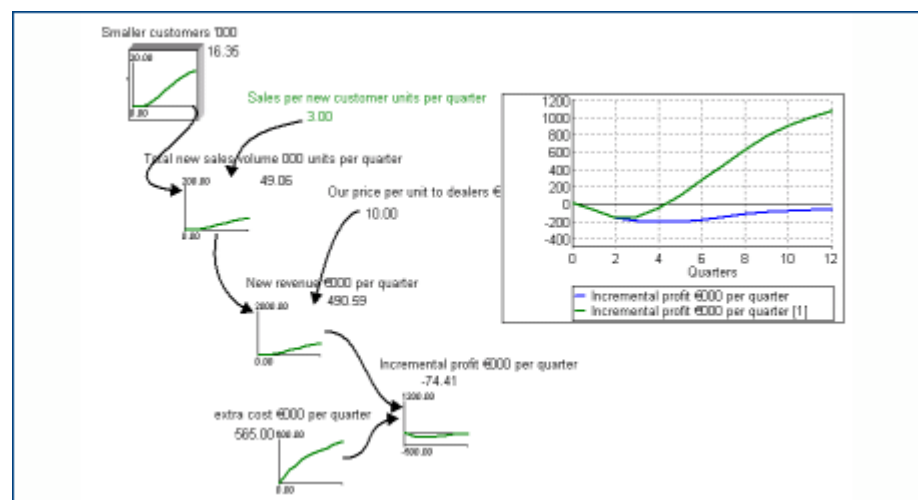 Smaller customers '000
16.35
20.00
0.00
Sales per new customer units per quarter
3.00
Total new sales volume 000 units per quarter
49.06
200.00
0.00
Our price per unit to dealers €
10.00
New revenue €000 per quarter
490.59
2000.00
0.00
Incremental profit €000 per quarter
-74.41
1200.00
-500.00
extra cost €000 per quarter
565.00
600.00
0.00
1200
1000
800
600
400
200
0
-200
-400
0 2 4 6 8 10 12
Quarters
Incremental profit €000 per quarter
Incremental profit €000 per quarter [1]